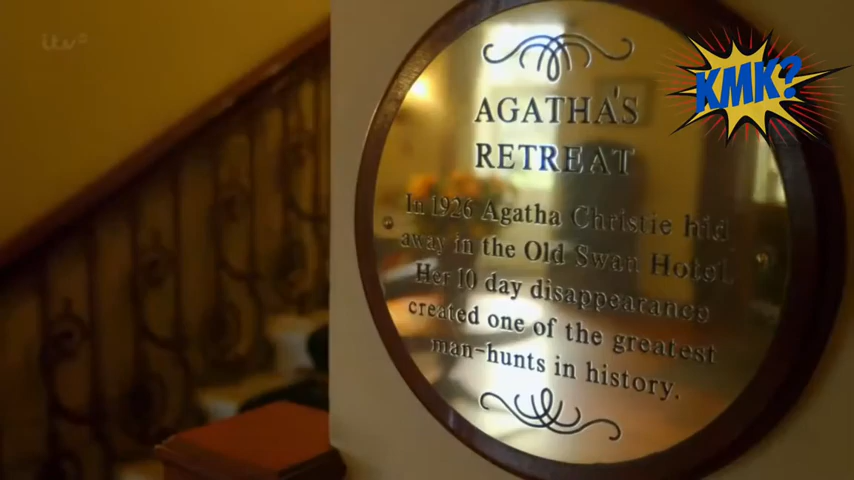 itv
KMK?
AGATHA'S
RETREAT
In 1926 Agatha Christie hid
away in the Old Swan Hotel.
Her 10 day disappearance
created one of the greatest
man-hunts in history.